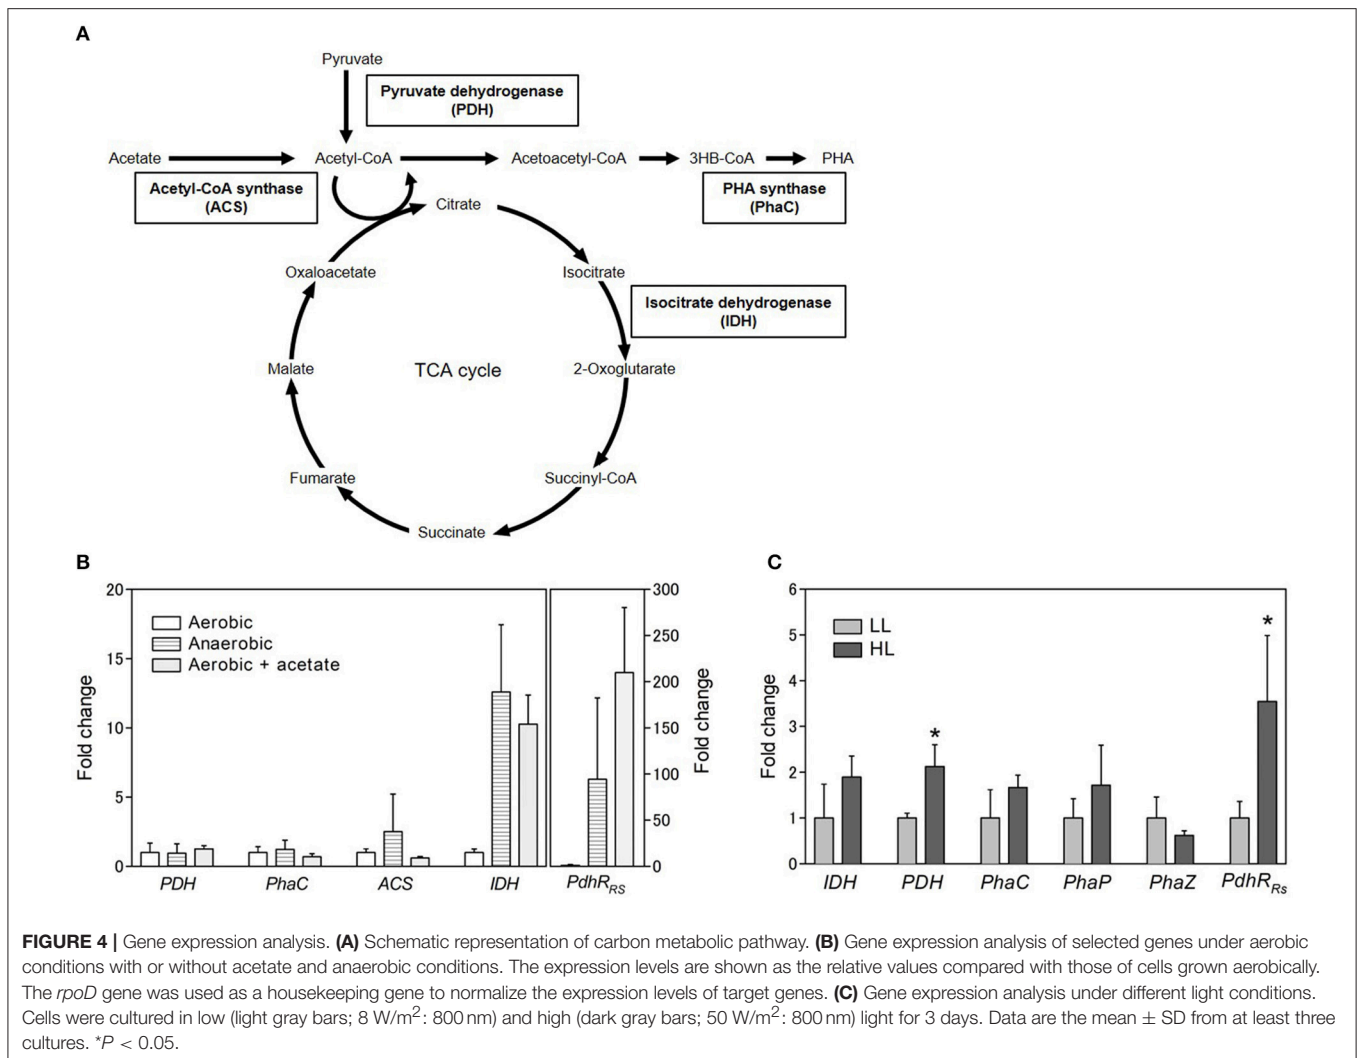 A
Pyruvate
Pyruvate dehydrogenase
(PDH)
Acetate
Acetyl-CoA
Acetoacetyl-CoA
3HB-CoA
PHA
Acetyl-CoA synthase
(ACS)
PHA synthase
(PhaC)
Citrate
Oxaloacetate
Isocitrate
Isocitrate dehydrogenase
(IDH)
Malate
TCA cycle
2-Oxoglutarate
Fumarate
Succinyl-CoA
Succinate
B
Fold change
20
15
10
5
0
Aerobic
Anaerobic
Aerobic + acetate
300
250
200
150
100
50
0
Fold change
PDH
PhaC
ACS
IDH
PdhR_RS
C
Fold change
6
5
4
3
2
1
0
LL
HL
*
*
IDH
PDH
PhaC
PhaP
PhaZ
PdhR_Rs
FIGURE 4 | Gene expression analysis. (A) Schematic representation of carbon metabolic pathway. (B) Gene expression analysis of selected genes under aerobic
conditions with or without acetate and anaerobic conditions. The expression levels are shown as the relative values compared with those of cells grown aerobically.
The rpoD gene was used as a housekeeping gene to normalize the expression levels of target genes. (C) Gene expression analysis under different light conditions.
Cells were cultured in low (light gray bars; 8 W/m²: 800 nm) and high (dark gray bars; 50 W/m²: 800 nm) light for 3 days. Data are the mean ± SD from at least three
cultures. *P < 0.05.